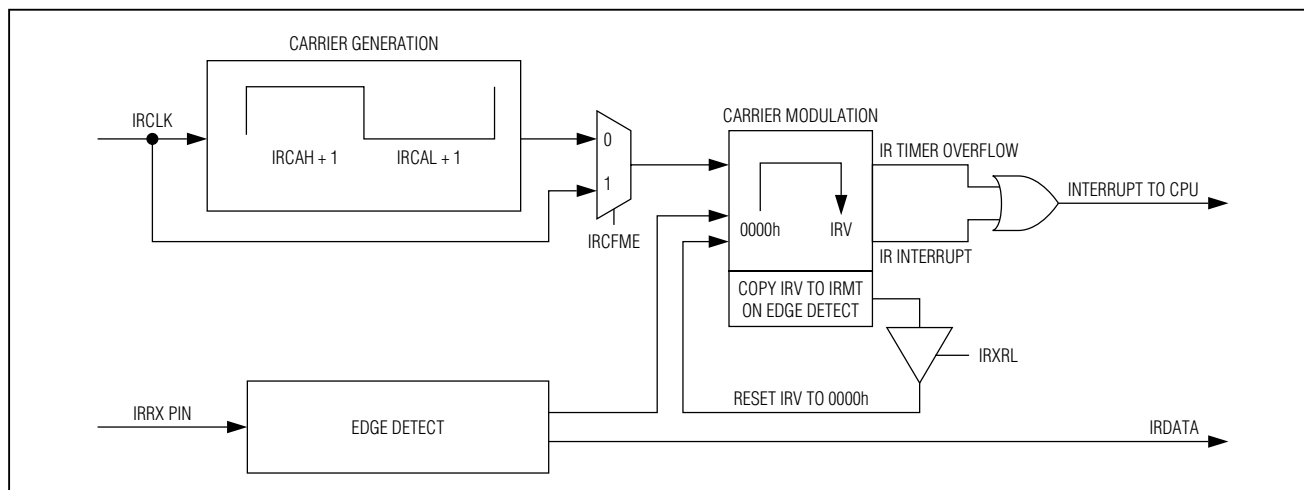 CARRIER GENERATION
IRCLK
IRCAH + 1
IRCAL + 1
0
1
IRCFME
CARRIER MODULATION
0000h
IRV
IR TIMER OVERFLOW
IR INTERRUPT
INTERRUPT TO CPU
COPY IRV TO IRMT
ON EDGE DETECT
IRXRL
RESET IRV TO 0000h
IRRX PIN
EDGE DETECT
IRDATA